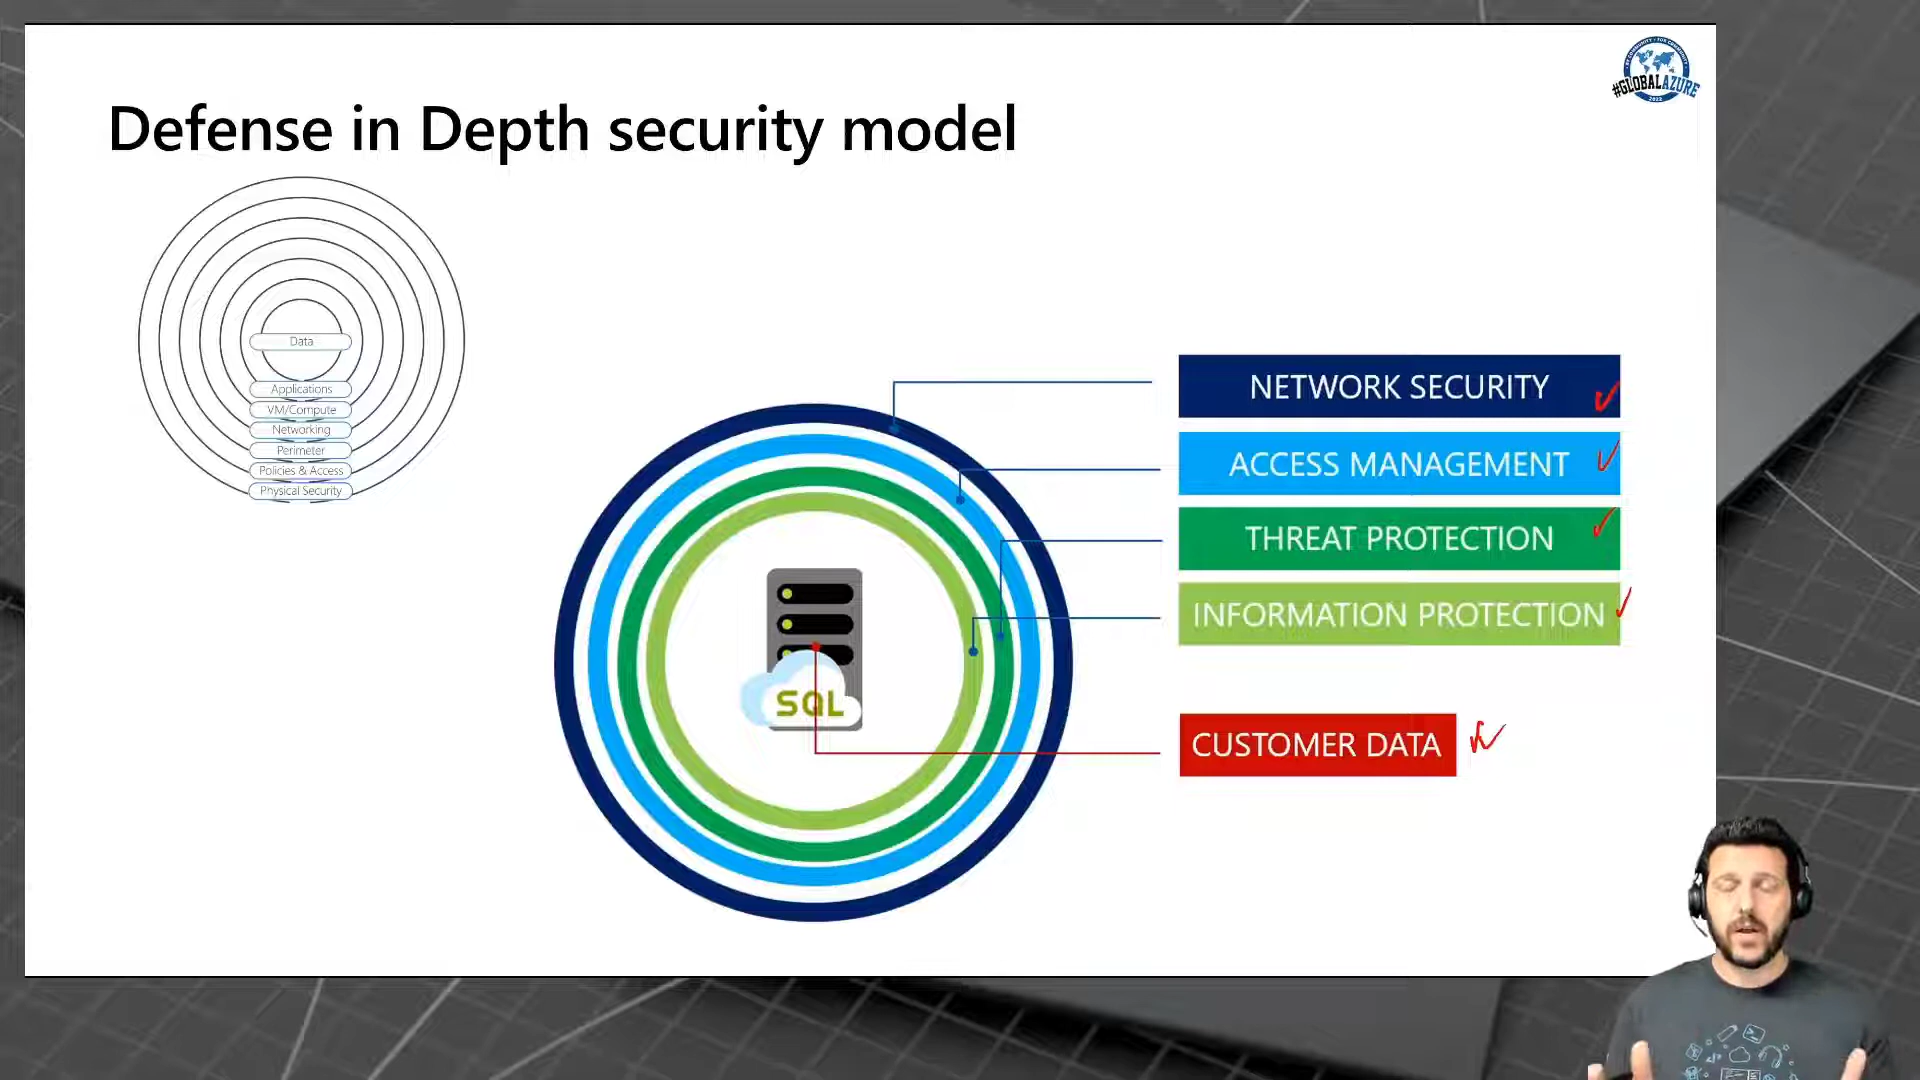 #GLOBALAZURE
2022
Defense in Depth security model
Data
Applications
VM/Compute
Networking
Perimeter
Policies & Access
Physical Security
NETWORK SECURITY
ACCESS MANAGEMENT
THREAT PROTECTION
INFORMATION PROTECTION
SQL
CUSTOMER DATA